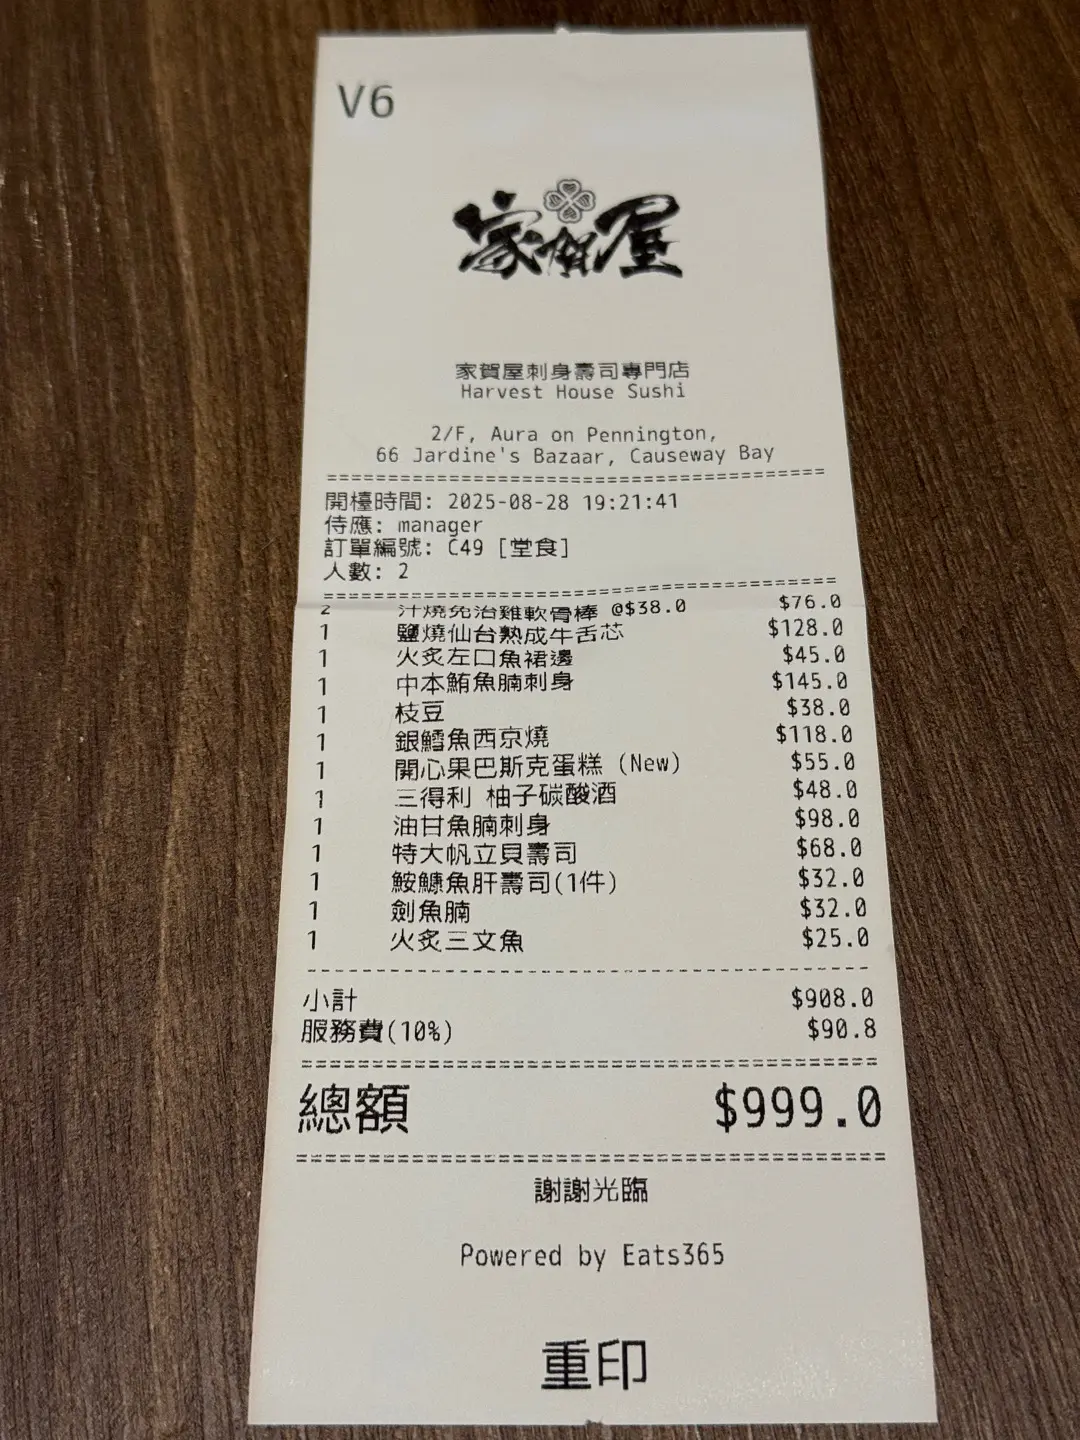 V6
家賀屋
家賀屋刺身壽司專門店
Harvest House Sushi
2/F, Aura on Pennington,
66 Jardine's Bazaar, Causeway Bay
================================================
開檯時間: 2025-08-28 19:21:41
侍應: manager
訂單編號: C49 [堂食]
人數: 2
================================================
2 汁燒免治雞軟骨棒 @$38.0 $76.0
1 鹽燒仙台熟成牛舌芯 $128.0
1 火炙左口魚裙邊 $45.0
1 中本鮪魚腩刺身 $145.0
1 枝豆 $38.0
1 銀鱈魚西京燒 $118.0
1 開心果巴斯克蛋糕 (New) $55.0
1 三得利 柚子碳酸酒 $48.0
1 油甘魚腩刺身 $98.0
1 特大帆立貝壽司 $68.0
1 鮟鱇魚肝壽司(1件) $32.0
1 劍魚腩 $32.0
1 火炙三文魚 $25.0
------------------------------------------------
小計 $908.0
服務費(10%) $90.8
================================================
總額 $999.0
================================================
謝謝光臨
Powered by Eats365
重印